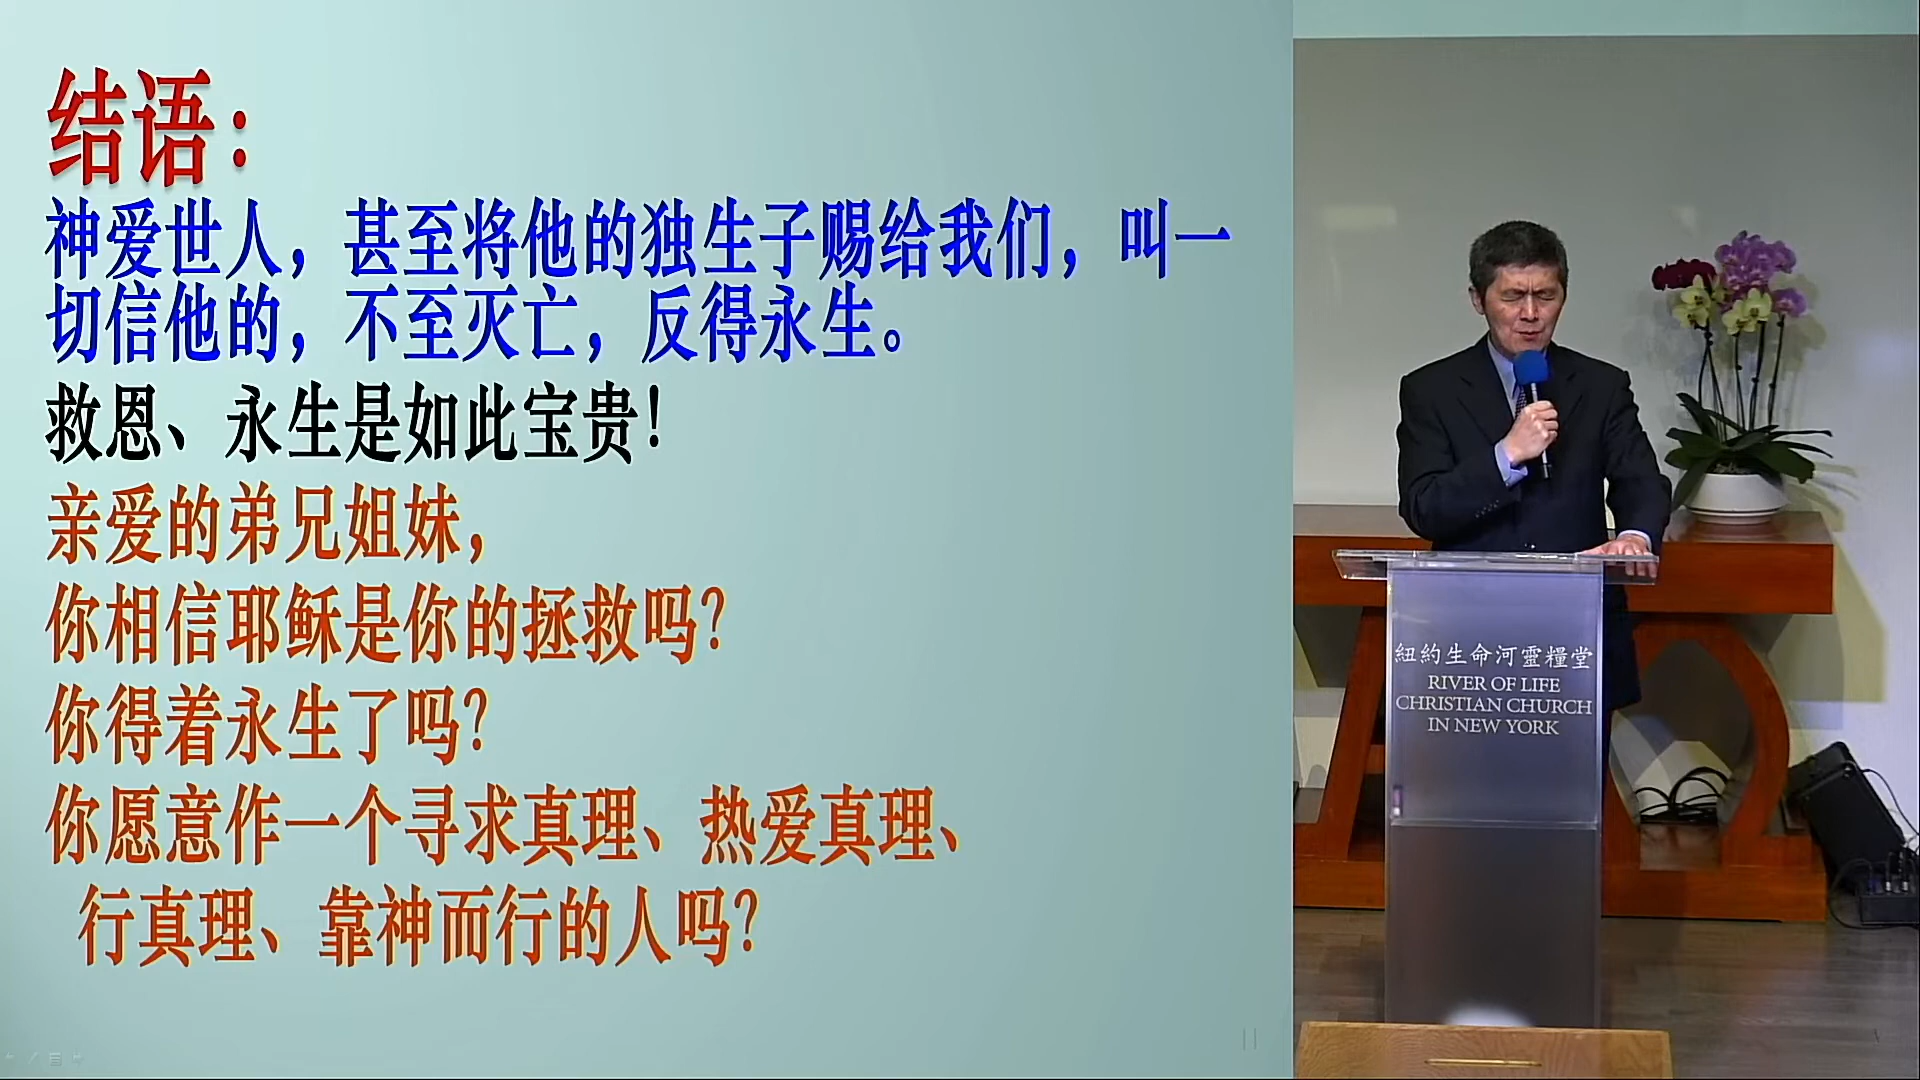 结语：
神爱世人，甚至将他的独生子赐给我们，叫一
切信他的，不至灭亡，反得永生。
救恩、永生是如此宝贵！
亲爱的弟兄姐妹，
你相信耶稣是你的拯救吗？
你得着永生了吗？
你愿意作一个寻求真理、热爱真理、
行真理、靠神而行的人吗？
紐約生命河靈糧堂
RIVER OF LIFE
CHRISTIAN CHURCH
IN NEW YORK